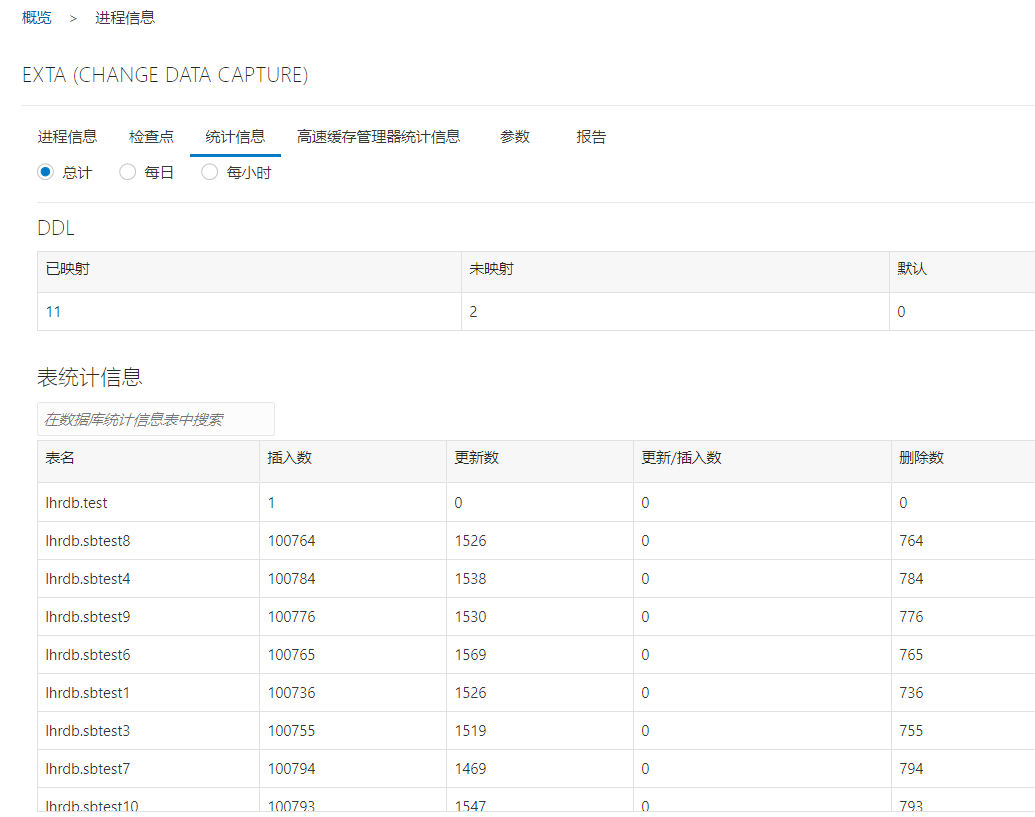 概览 > 进程信息
EXTA (CHANGE DATA CAPTURE)
进程信息 检查点 统计信息 高速缓存管理器统计信息 参数 报告
总计 每日 每小时
DDL
已映射 未映射 默认
11 2 0
表统计信息
在数据库统计信息表中搜索
表名 插入数 更新数 更新/插入数 删除数
lhrdb.test 1 0 0 0
lhrdb.sbtest8 100764 1526 0 764
lhrdb.sbtest4 100784 1538 0 784
lhrdb.sbtest9 100776 1530 0 776
lhrdb.sbtest6 100765 1569 0 765
lhrdb.sbtest1 100736 1526 0 736
lhrdb.sbtest3 100755 1519 0 755
lhrdb.sbtest7 100794 1469 0 794
lhrdb.sbtest10 100793 1547 0 793